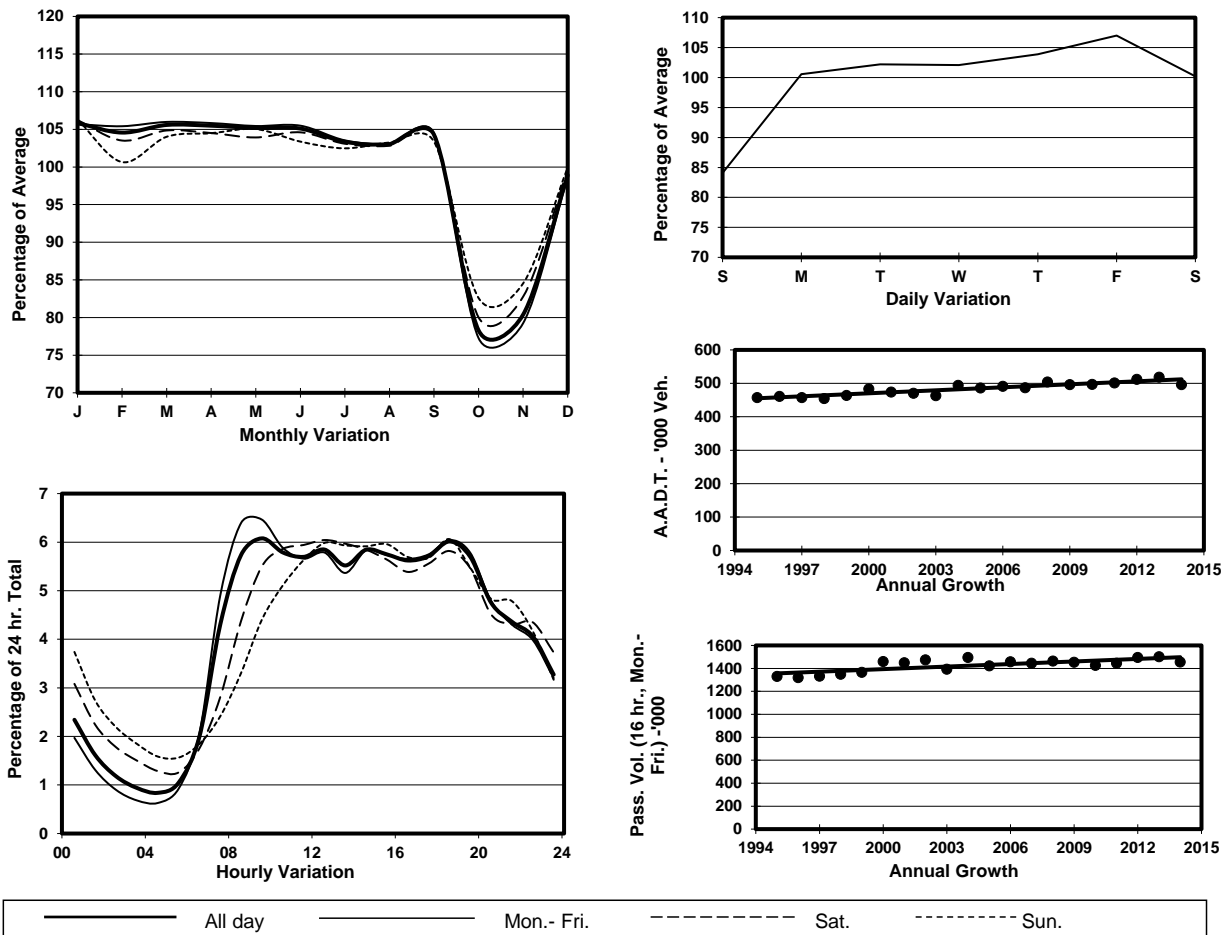 120
115
110
105
100
95
90
85
80
75
70
Percentage of Average
J F M A M J J A S O N D
Monthly Variation
110
105
100
95
90
85
80
75
70
Percentage of Average
S M T W T F S
Daily Variation
600
500
400
300
200
100
0
A.A.D.T. - '000 Veh.
1994 1997 2000 2003 2006 2009 2012 2015
Annual Growth
7
6
5
4
3
2
1
0
Percentage of 24 hr. Total
00 04 08 12 16 20 24
Hourly Variation
1600
1400
1200
1000
800
600
400
200
0
Pass. Vol. (16 hr., Mon.-
Fri.) -'000
1994 1997 2000 2003 2006 2009 2012 2015
Annual Growth
All day Mon.- Fri. Sat. Sun.